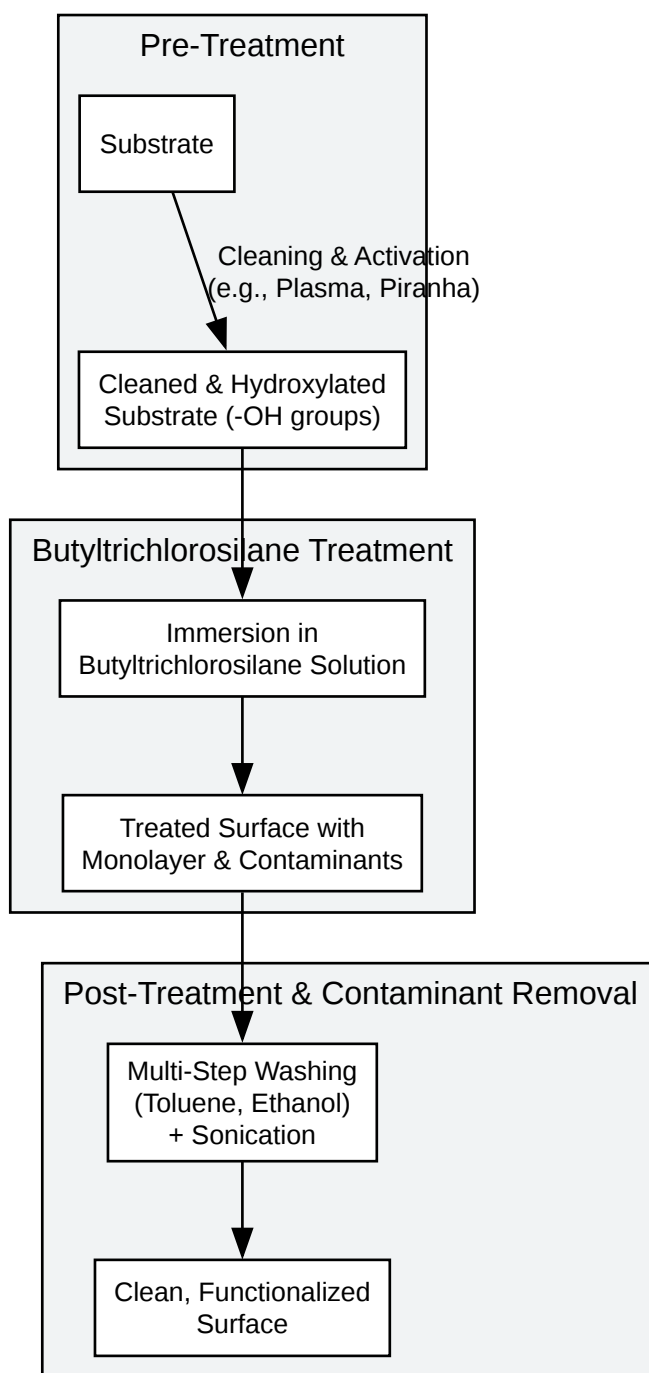 Pre-Treatment
Substrate
Cleaning & Activation
(e.g., Plasma, Piranha)
Cleaned & Hydroxylated
Substrate (-OH groups)
Butyltrichlorosilane Treatment
Immersion in
Butyltrichlorosilane Solution
Treated Surface with
Monolayer & Contaminants
Post-Treatment & Contaminant Removal
Multi-Step Washing
(Toluene, Ethanol)
+ Sonication
Clean, Functionalized
Surface